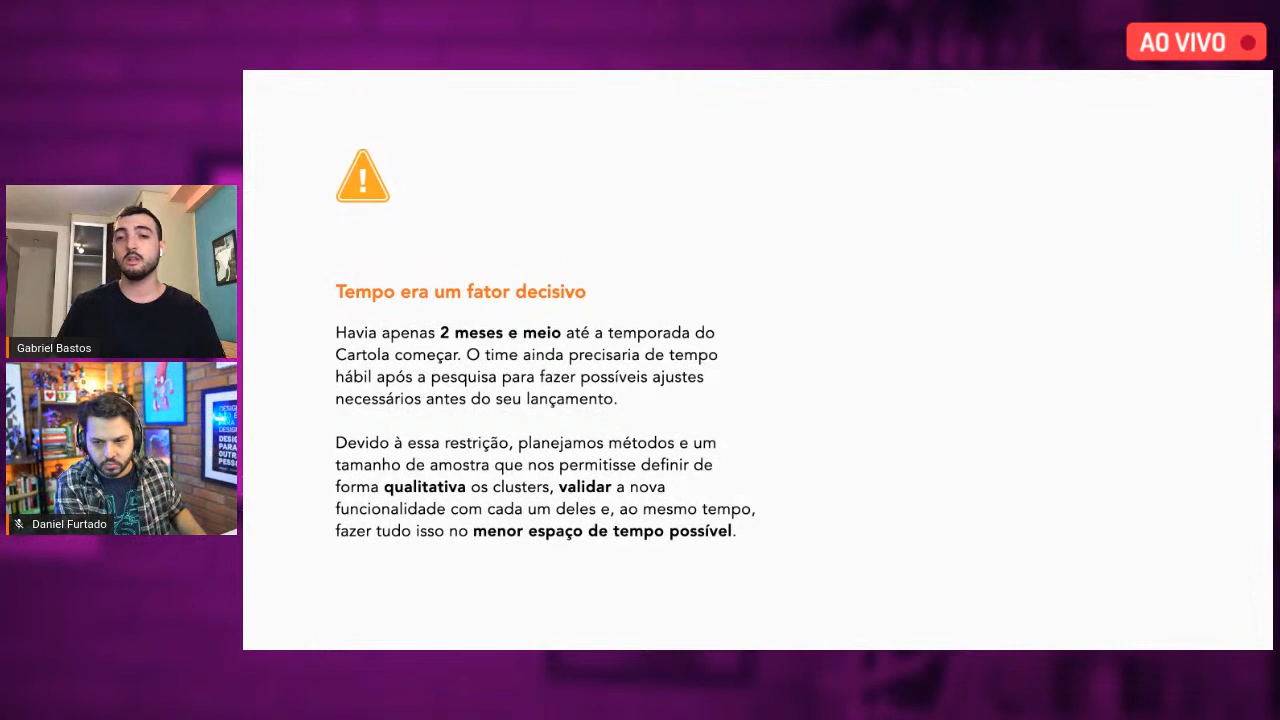 AO VIVO
!
Tempo era um fator decisivo
Havia apenas 2 meses e meio até a temporada do
Cartola começar. O time ainda precisaria de tempo
hábil após a pesquisa para fazer possíveis ajustes
necessários antes do seu lançamento.
Devido à essa restrição, planejamos métodos e um
tamanho de amostra que nos permitisse definir de
forma qualitativa os clusters, validar a nova
funcionalidade com cada um deles e, ao mesmo tempo,
fazer tudo isso no menor espaço de tempo possível.
Gabriel Bastos
Daniel Furtado